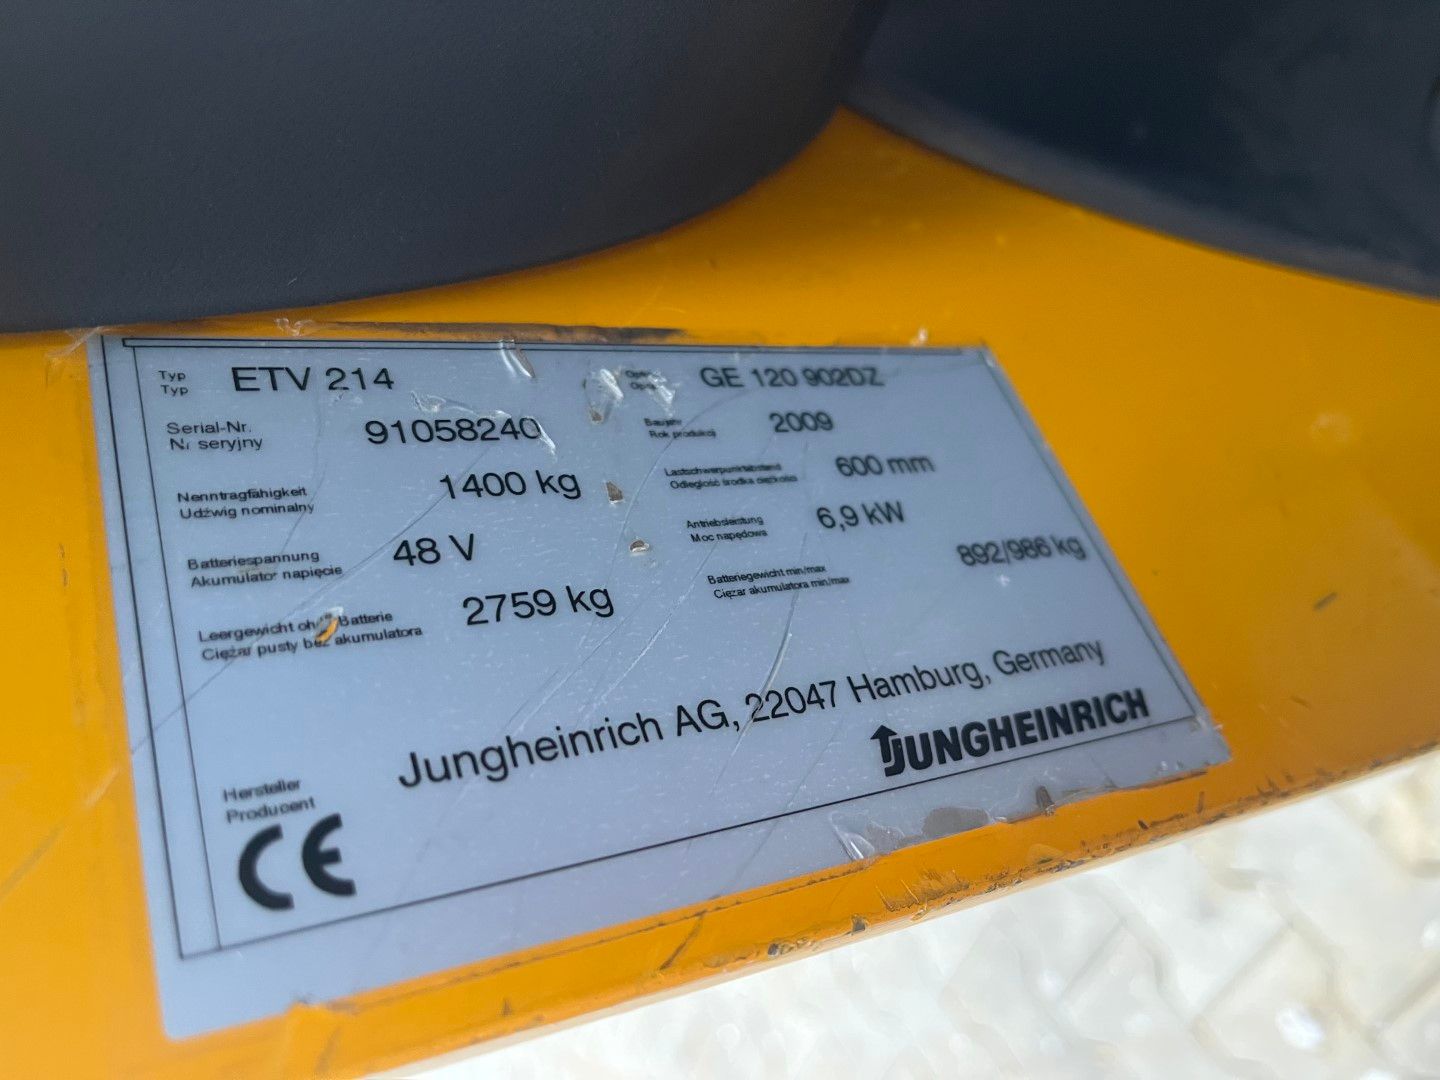 Typ ETV 214
Typ
GE 120 902DZ
Serial-Nr. 91058240
Nr seryjny
Baujahr 2009
Rok produkcji
Nenntragfähigkeit 1400 kg
Udźwig nominalny
Lastschwerpunktabstand 600 mm
Odległość środka ciężkości
Batteriespannung 48 V
Akumulator napięcie
Antriebsleistung 6,9 kW
Moc napędowa
Leergewicht ohne Batterie 2759 kg
Ciężar pusty bez akumulatora
Batteriegewicht min/max 892/986 kg
Ciężar akumulatora min/max
Jungheinrich AG, 22047 Hamburg, Germany
JUNGHEINRICH
Hersteller
Producent
CE